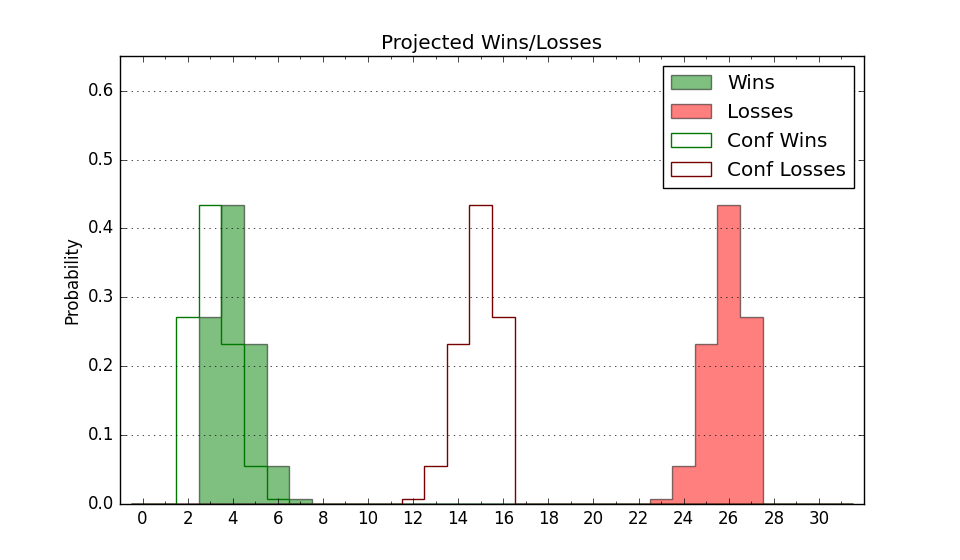 Projected Wins/Losses
Wins
Losses
Conf Wins
Conf Losses
Probability
0.6
0.5
0.4
0.3
0.2
0.1
0.0
0 2 4 6 8 10 12 14 16 18 20 22 24 26 28 30